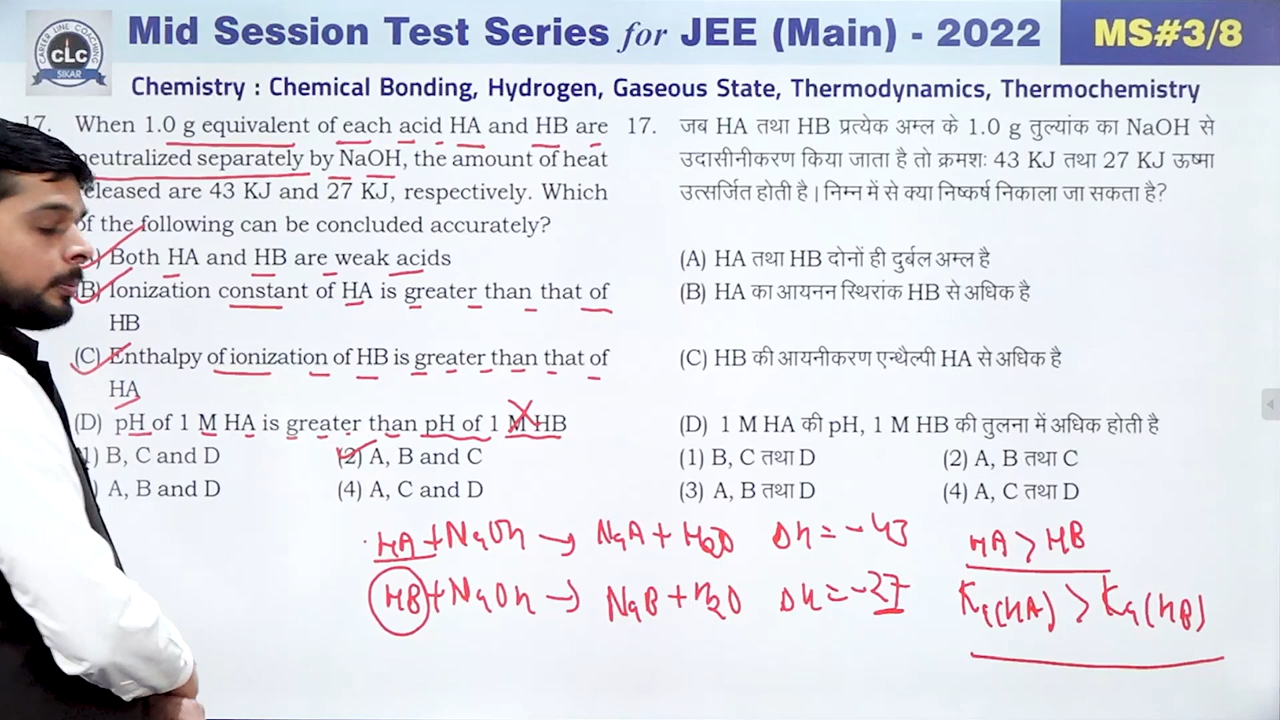 Mid Session Test Series for JEE (Main) - 2022
MS#3/8
CAREER LINE COACHING
CLC
SIKAR
Chemistry : Chemical Bonding, Hydrogen, Gaseous State, Thermodynamics, Thermochemistry
17. When 1.0 g equivalent of each acid HA and HB are
neutralized separately by NaOH, the amount of heat
eleased are 43 KJ and 27 KJ, respectively. Which
of the following can be concluded accurately?
) Both HA and HB are weak acids
(B) Ionization constant of HA is greater than that of
HB
(C) Enthalpy of ionization of HB is greater than that of
HA
(D) pH of 1 M HA is greater than pH of 1 M HB
1) B, C and D (2) A, B and C
) A, B and D (4) A, C and D
17. जब HA तथा HB प्रत्येक अम्ल के 1.0 g तुल्यांक का NaOH से
उदासीनीकरण किया जाता है तो क्रमशः 43 KJ तथा 27 KJ ऊष्मा
उत्सर्जित होती है। निम्न में से क्या निष्कर्ष निकाला जा सकता है?
(A) HA तथा HB दोनों ही दुर्बल अम्ल है
(B) HA का आयनन स्थिरांक HB से अधिक है
(C) HB की आयनीकरण एन्थैल्पी HA से अधिक है
(D) 1 M HA की pH, 1 M HB की तुलना में अधिक होती है
(1) B, C तथा D (2) A, B तथा C
(3) A, B तथा D (4) A, C तथा D
HA + NaOH → NaA + H2O ΔH = -43
HB + NaOH → NaB + H2O ΔH = -27
HA > HB
Ka(HA) > Ka(HB)